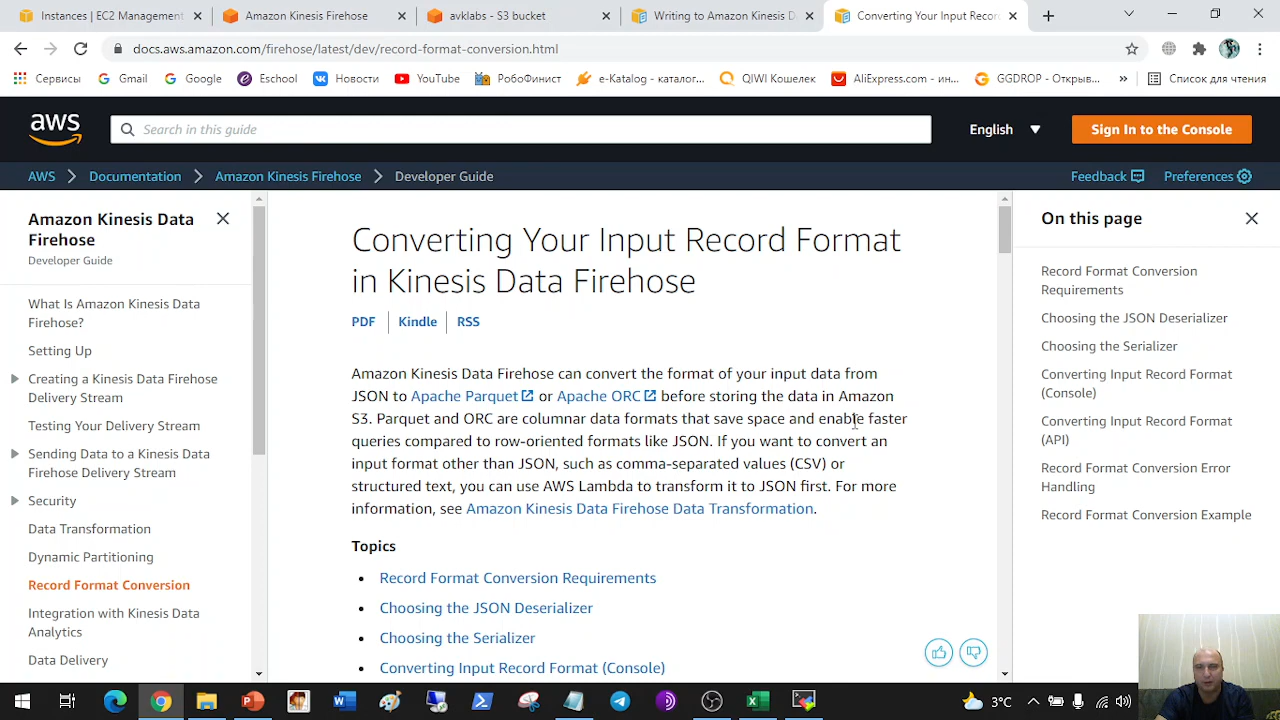 Instances | EC2 Management
Amazon Kinesis Firehose
avklabs - S3 bucket
Writing to Amazon Kinesis D
Converting Your Input Recor
docs.aws.amazon.com/firehose/latest/dev/record-format-conversion.html
Сервисы
Gmail
Google
Eschool
Новости
YouTube
РобоФинист
e-Katalog - каталог...
QIWI Кошелек
AliExpress.com - ин...
GGDROP - Открыв...
»
Список для чтения
aws
Search in this guide
English
Sign In to the Console
AWS > Documentation > Amazon Kinesis Firehose > Developer Guide
Feedback
Preferences
Amazon Kinesis Data
Firehose
Developer Guide
What Is Amazon Kinesis Data
Firehose?
Setting Up
Creating a Kinesis Data Firehose
Delivery Stream
Testing Your Delivery Stream
Sending Data to a Kinesis Data
Firehose Delivery Stream
Security
Data Transformation
Dynamic Partitioning
Record Format Conversion
Integration with Kinesis Data
Analytics
Data Delivery
Converting Your Input Record Format
in Kinesis Data Firehose
PDF
Kindle
RSS
Amazon Kinesis Data Firehose can convert the format of your input data from
JSON to Apache Parquet or Apache ORC before storing the data in Amazon
S3. Parquet and ORC are columnar data formats that save space and enable faster
queries compared to row-oriented formats like JSON. If you want to convert an
input format other than JSON, such as comma-separated values (CSV) or
structured text, you can use AWS Lambda to transform it to JSON first. For more
information, see Amazon Kinesis Data Firehose Data Transformation.
Topics
• Record Format Conversion Requirements
• Choosing the JSON Deserializer
• Choosing the Serializer
• Converting Input Record Format (Console)
On this page
Record Format Conversion
Requirements
Choosing the JSON Deserializer
Choosing the Serializer
Converting Input Record Format
(Console)
Converting Input Record Format
(API)
Record Format Conversion Error
Handling
Record Format Conversion Example
3°C